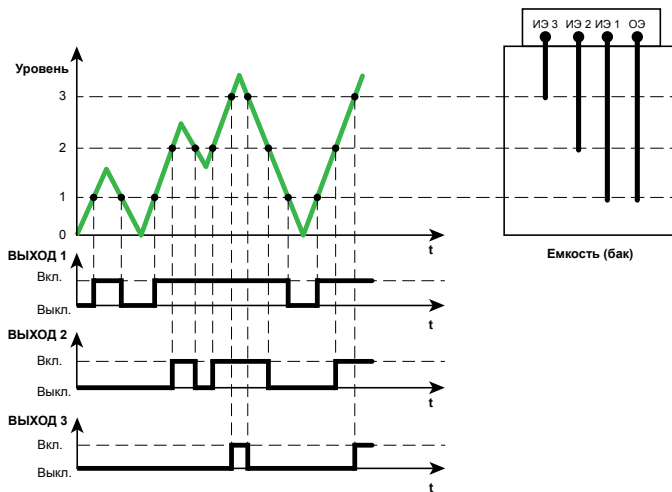 ИЭ 3 ИЭ 2 ИЭ 1 ОЭ
Уровень
3
2
1
0
t
Емкость (бак)
ВЫХОД 1
Вкл.
Выкл.
t
ВЫХОД 2
Вкл.
Выкл.
t
ВЫХОД 3
Вкл.
Выкл.
t